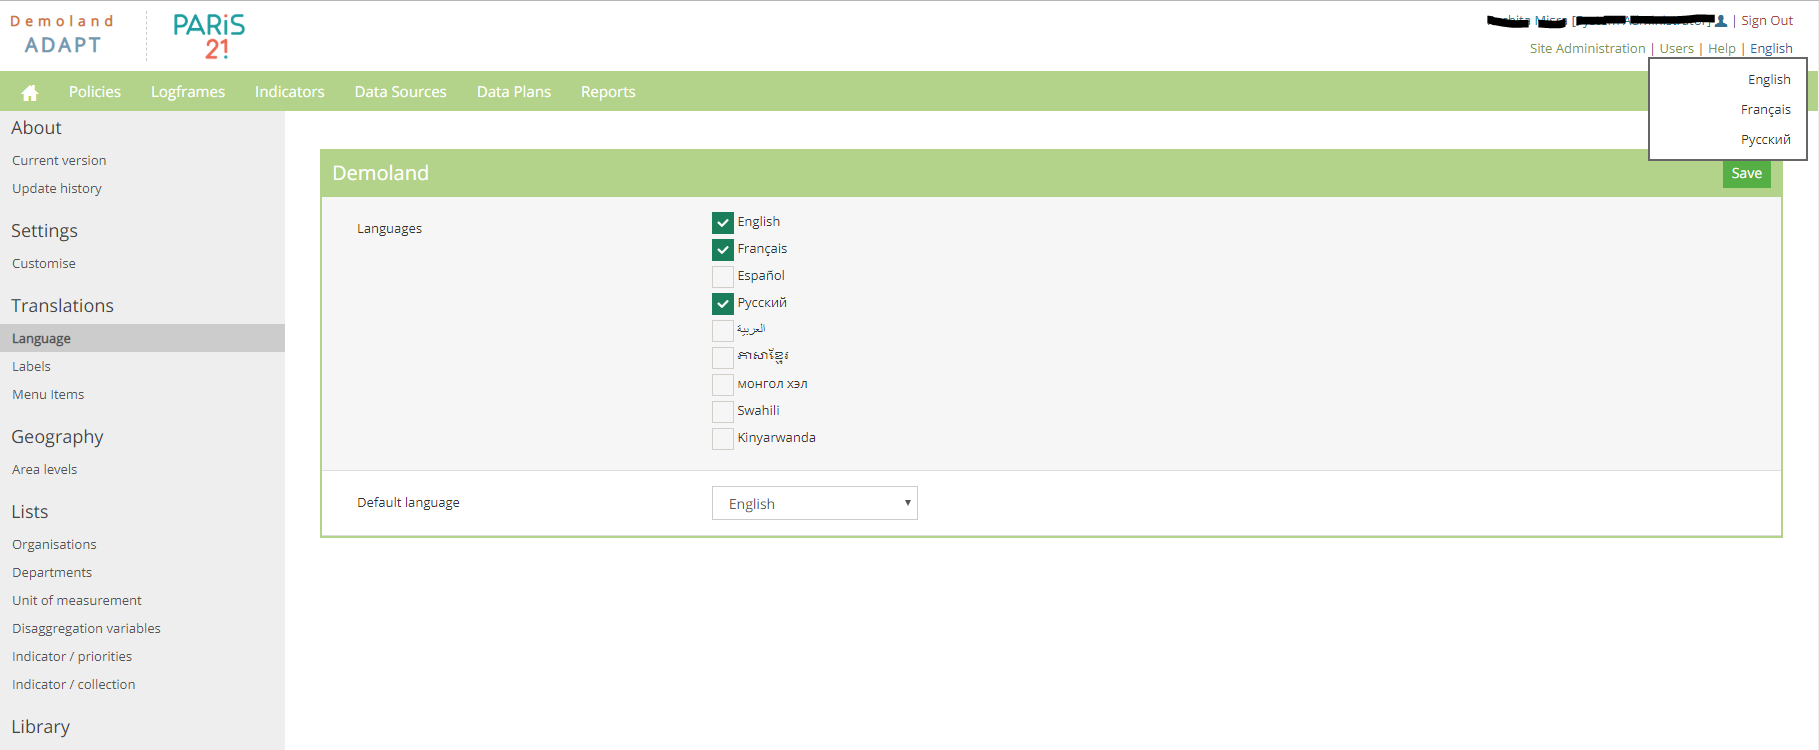 Demoland
ADAPT
PARiS
21
| Sign Out
Site Administration | Users | Help | English
English
Français
Русский
Policies Logframes Indicators Data Sources Data Plans Reports
About
Current version
Update history
Settings
Customise
Translations
Language
Labels
Menu Items
Geography
Area levels
Lists
Organisations
Departments
Unit of measurement
Disaggregation variables
Indicator / priorities
Indicator / collection
Library
Demoland
Save
Languages
English
Français
Español
Русский
العربية
ភាសាខ្មែរ
монгол хэл
Swahili
Kinyarwanda
Default language
English